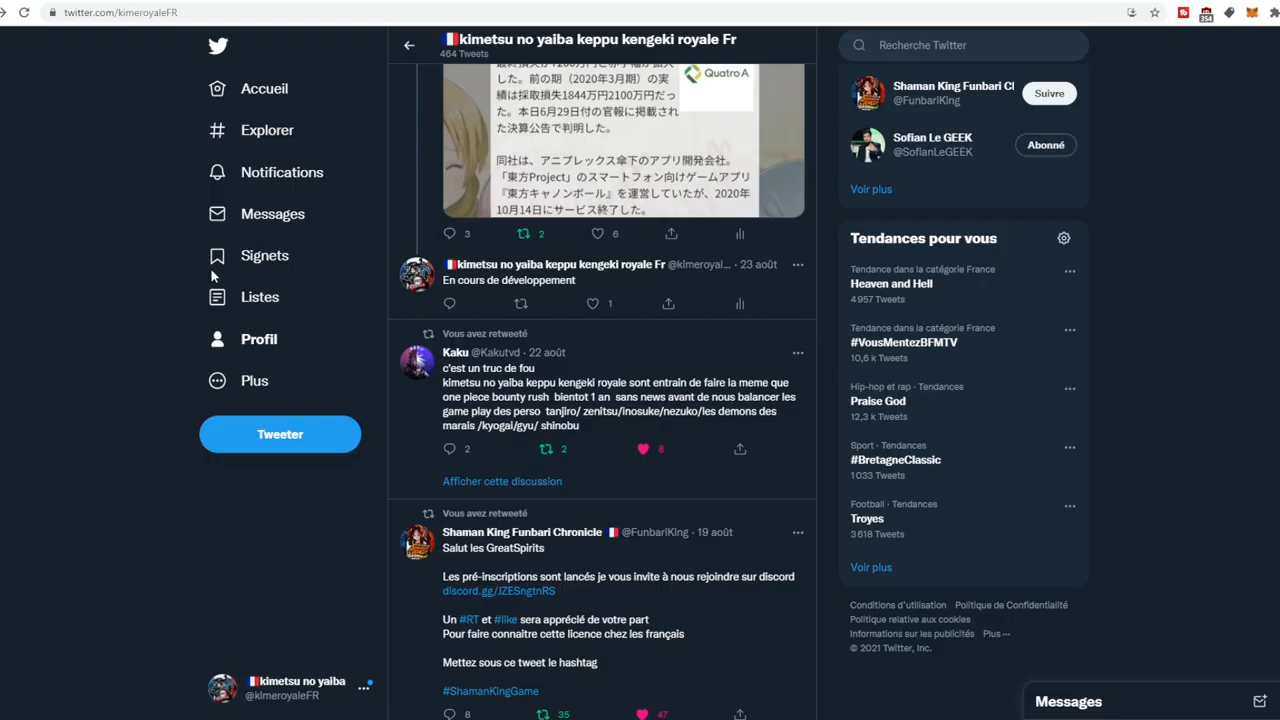 twitter.com/kimeroyaleFR
354
Accueil
Explorer
Notifications
Messages
Signets
Listes
Profil
Plus
Tweeter
kimetsu no yaiba
@kimeroyaleFR
kimetsu no yaiba keppu kengeki royale Fr
464 Tweets
した。前の期(2020年3月期)の実
績は採取損失1844万円2100万円だっ
た。本日6月29日付の官報に掲載され
た決算公告で判明した。
同社は、アニプレックス傘下のアプリ開発会社。
「東方Project」のスマートフォン向けゲームアプリ
『東方キャノンボール』を運営していたが、2020年
10月14日にサービス終了した。
Quatro A
3 2 6
kimetsu no yaiba keppu kengeki royale Fr @kimeroyal... · 23 août
En cours de développement
1
Vous avez retweeté
Kaku @Kakutvd · 22 août
c'est un truc de fou
kimetsu no yaiba keppu kengeki royale sont entrain de faire la meme que
one piece bounty rush bientot 1 an sans news avant de nous balancer les
game play des perso tanjiro/ zenitsu/inosuke/nezuko/les demons des
marais /kyogai/gyu/ shinobu
2 2 8
Afficher cette discussion
Vous avez retweeté
Shaman King Funbari Chronicle @FunbariKing · 19 août
Salut les GreatSpirits
Les pré-inscriptions sont lancés je vous invite à nous rejoindre sur discord
discord.gg/JZESngtnRS
Un #RT et #like sera apprécié de votre part
Pour faire connaitre cette licence chez les français
Mettez sous ce tweet le hashtag
#ShamanKingGame
8 35 47
Recherche Twitter
Shaman King Funbari Cl
@FunbariKing
Suivre
Sofian Le GEEK
@SofianLeGEEK
Abonné
Voir plus
Tendances pour vous
Tendance dans la catégorie France
Heaven and Hell
4 957 Tweets
Tendance dans la catégorie France
#VousMentezBFMTV
10,6 k Tweets
Hip-hop et rap · Tendances
Praise God
12,3 k Tweets
Sport · Tendances
#BretagneClassic
1 033 Tweets
Football · Tendances
Troyes
3 618 Tweets
Voir plus
Conditions d'utilisation Politique de Confidentialité
Politique relative aux cookies
Informations sur les publicités Plus ···
© 2021 Twitter, Inc.
Messages